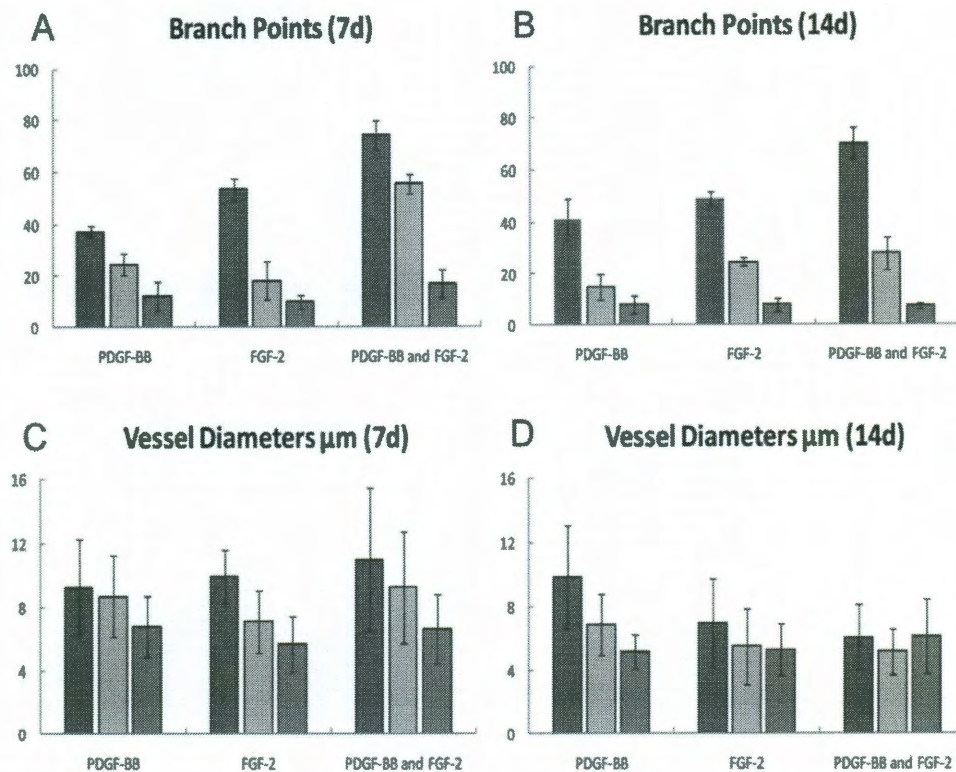 A
Branch Points (7d)
100
80
60
40
20
0
PDGF-BB
FGF-2
PDGF-BB and FGF-2
B
Branch Points (14d)
100
80
60
40
20
0
PDGF-BB
FGF-2
PDGF-BB and FGF-2
C
Vessel Diameters µm (7d)
16
12
8
4
0
PDGF-BB
FGF-2
PDGF-BB and FGF-2
D
Vessel Diameters µm (14d)
16
12
8
4
0
PDGF-BB
FGF-2
PDGF-BB and FGF-2